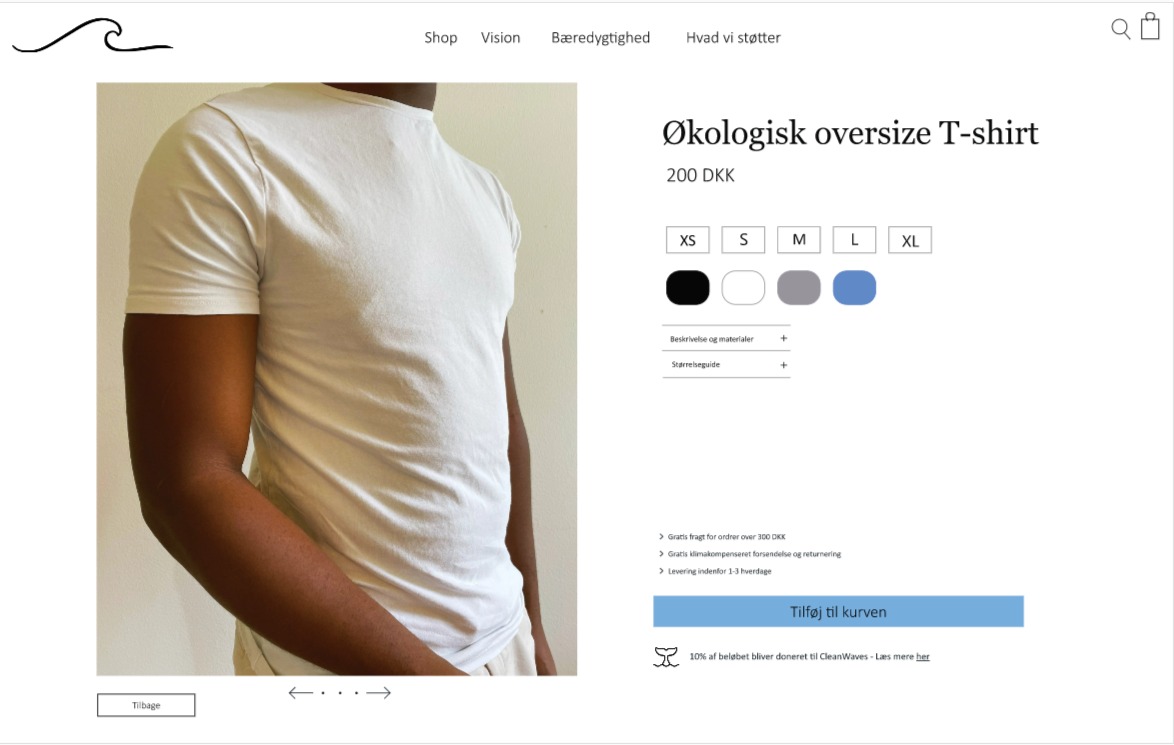 Shop Vision Bæredygtighed Hvad vi støtter
Økologisk oversize T-shirt
200 DKK
XS S M L XL
Beskrivelse og materialer +
Størrelseguide +
> Gratis fragt for ordrer over 300 DKK
> Gratis klimakompenseret forsendelse og returnering
> Levering indenfor 1-3 hverdage
Tilføj til kurven
10% af beløbet bliver doneret til CleanWaves - Læs mere her
Tilbage